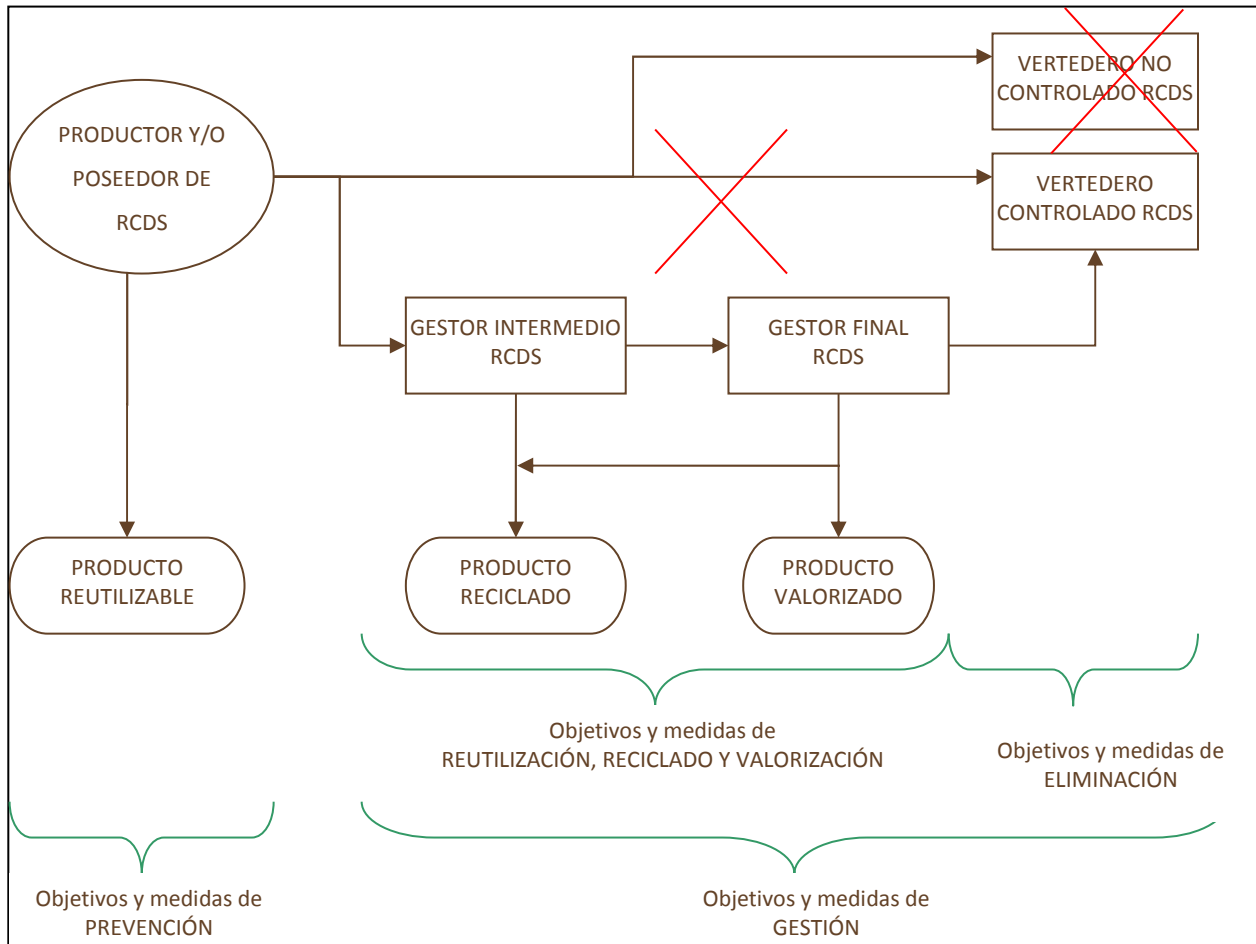 VERTEDERO NO
CONTROLADO RCDS
PRODUCTOR Y/O
POSEEDOR DE
RCDS
VERTEDERO
CONTROLADO RCDS
GESTOR INTERMEDIO
RCDS
GESTOR FINAL
RCDS
PRODUCTO
REUTILIZABLE
PRODUCTO
RECICLADO
PRODUCTO
VALORIZADO
Objetivos y medidas de
REUTILIZACIÓN, RECICLADO Y VALORIZACIÓN
Objetivos y medidas de
ELIMINACIÓN
Objetivos y medidas de
PREVENCIÓN
Objetivos y medidas de
GESTIÓN